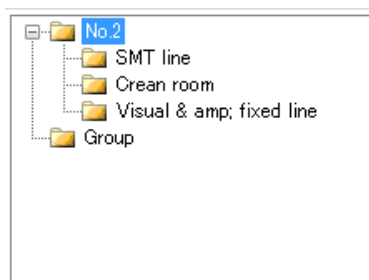 No.2
SMT line
Crean room
Visual & amp; fixed line
Group